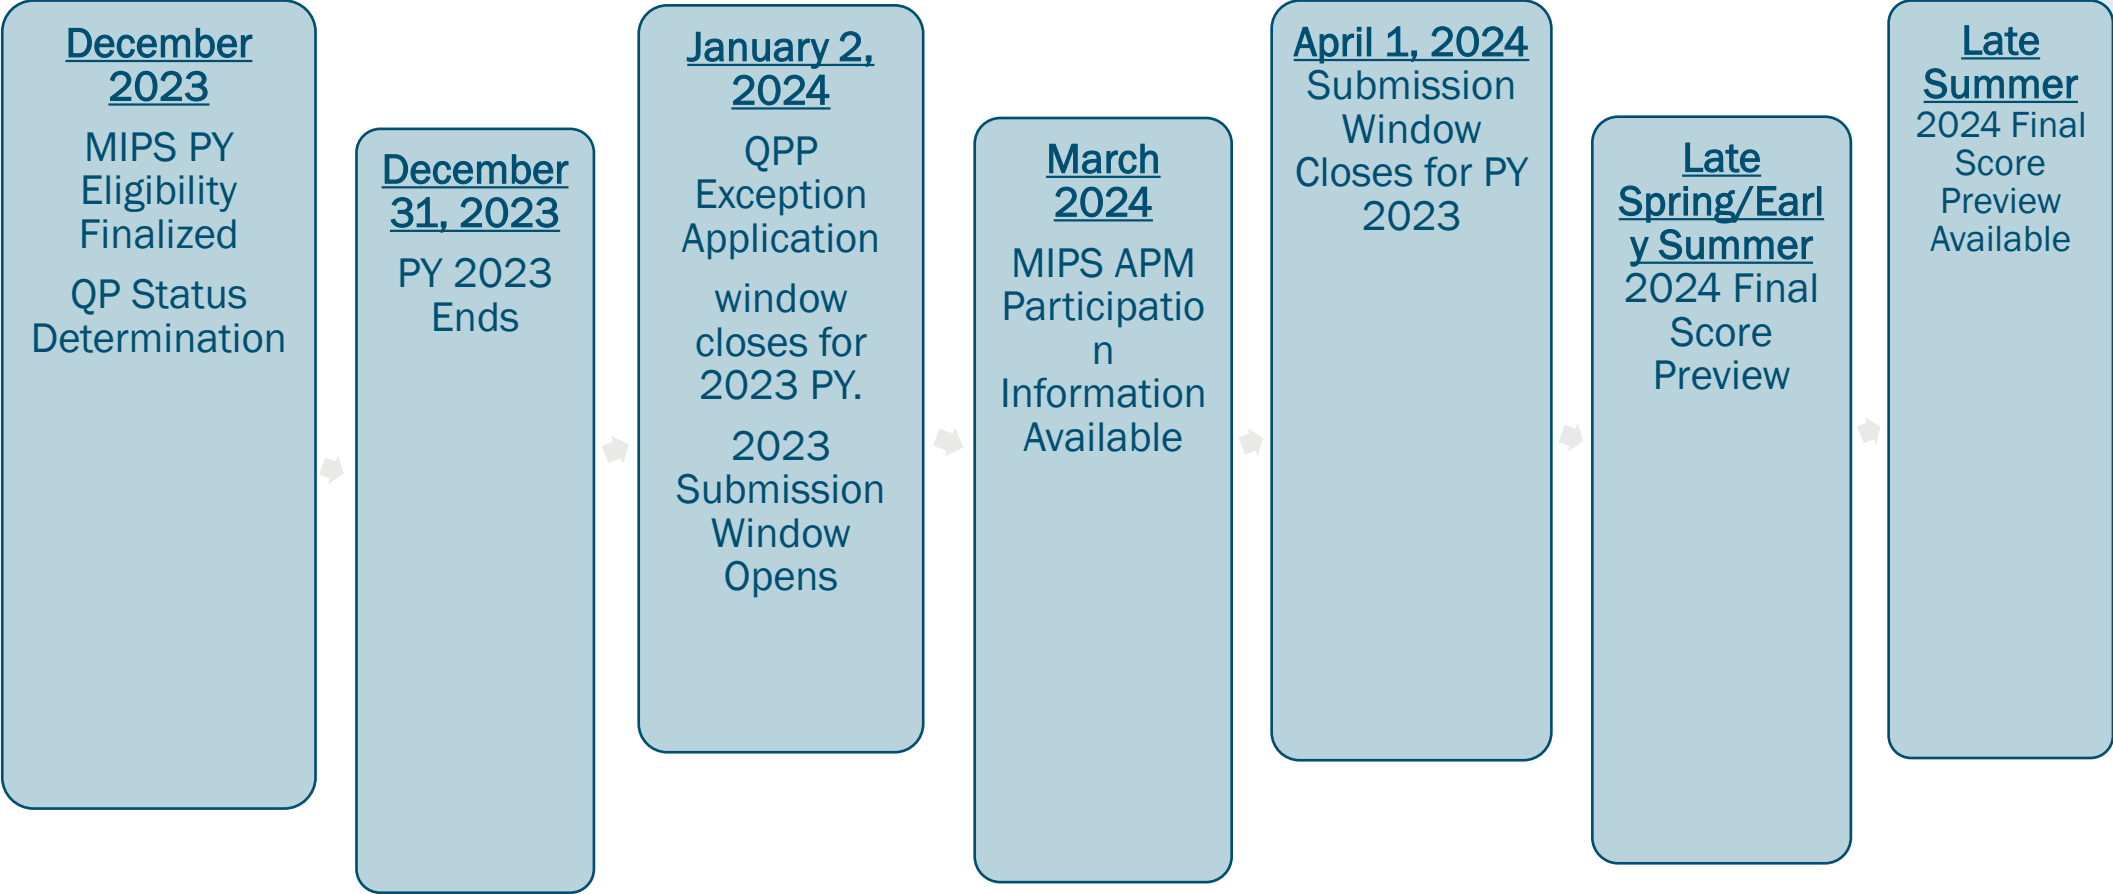 December
2023
MIPS PY
Eligibility
Finalized
QP Status
Determination
December
31, 2023
PY 2023
Ends
January 2,
2024
QPP
Exception
Application
window
closes for
2023 PY.
2023
Submission
Window
Opens
March
2024
MIPS APM
Participatio
n
Information
Available
April 1, 2024
Submission
Window
Closes for PY
2023
Late
Spring/Earl
y Summer
2024 Final
Score
Preview
Late
Summer
2024 Final
Score
Preview
Available